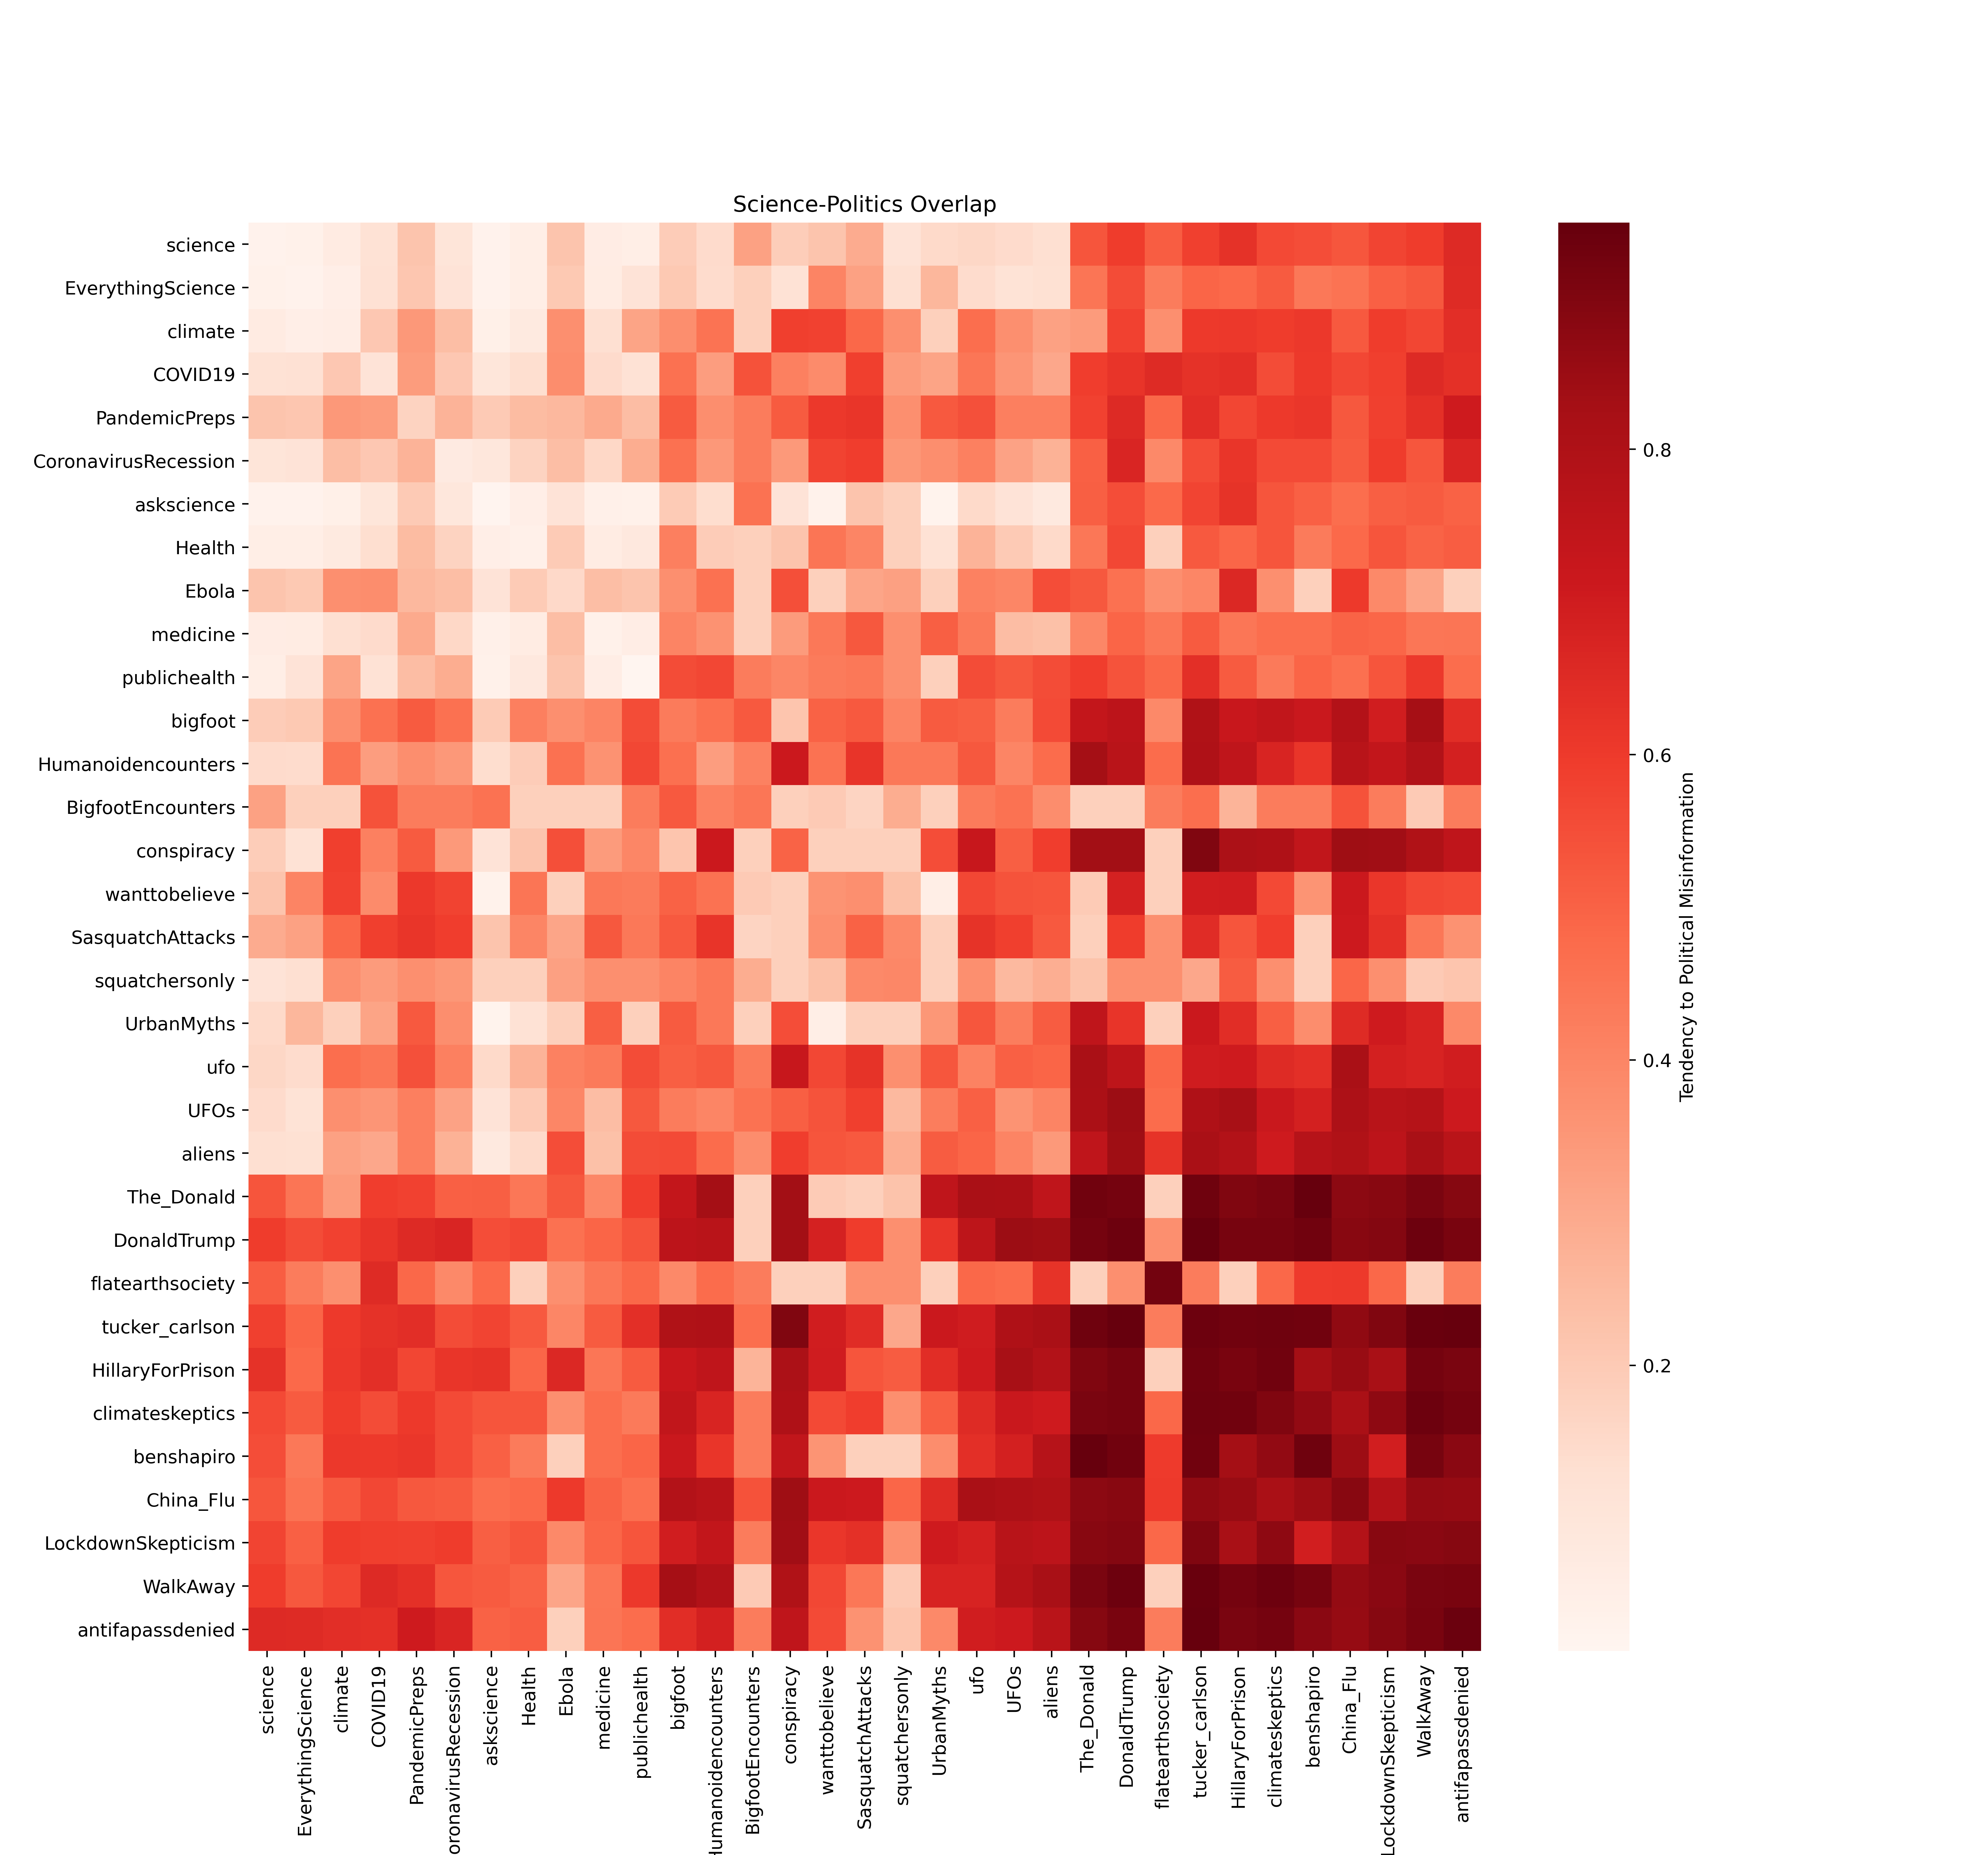 Science-Politics Overlap
science
EverythingScience
climate
COVID19
PandemicPreps
CoronavirusRecession
askscience
Health
Ebola
medicine
publichealth
bigfoot
Humanoidencounters
BigfootEncounters
conspiracy
wanttobelieve
SasquatchAttacks
squatchersonly
UrbanMyths
ufo
UFOs
aliens
The_Donald
DonaldTrump
flatearthsociety
tucker_carlson
HillaryForPrison
climateskeptics
benshapiro
China_Flu
LockdownSkepticism
WalkAway
antifapassdenied
science
EverythingScience
climate
COVID19
PandemicPreps
oronavirusRecession
askscience
Health
Ebola
medicine
publichealth
bigfoot
umanoidencounters
BigfootEncounters
conspiracy
wanttobelieve
SasquatchAttacks
squatchersonly
UrbanMyths
ufo
UFOs
aliens
The_Donald
DonaldTrump
flatearthsociety
tucker_carlson
HillaryForPrison
climateskeptics
benshapiro
China_Flu
LockdownSkepticism
WalkAway
antifapassdenied
0.8
0.6
0.4
0.2
Tendency to Political Misinformation